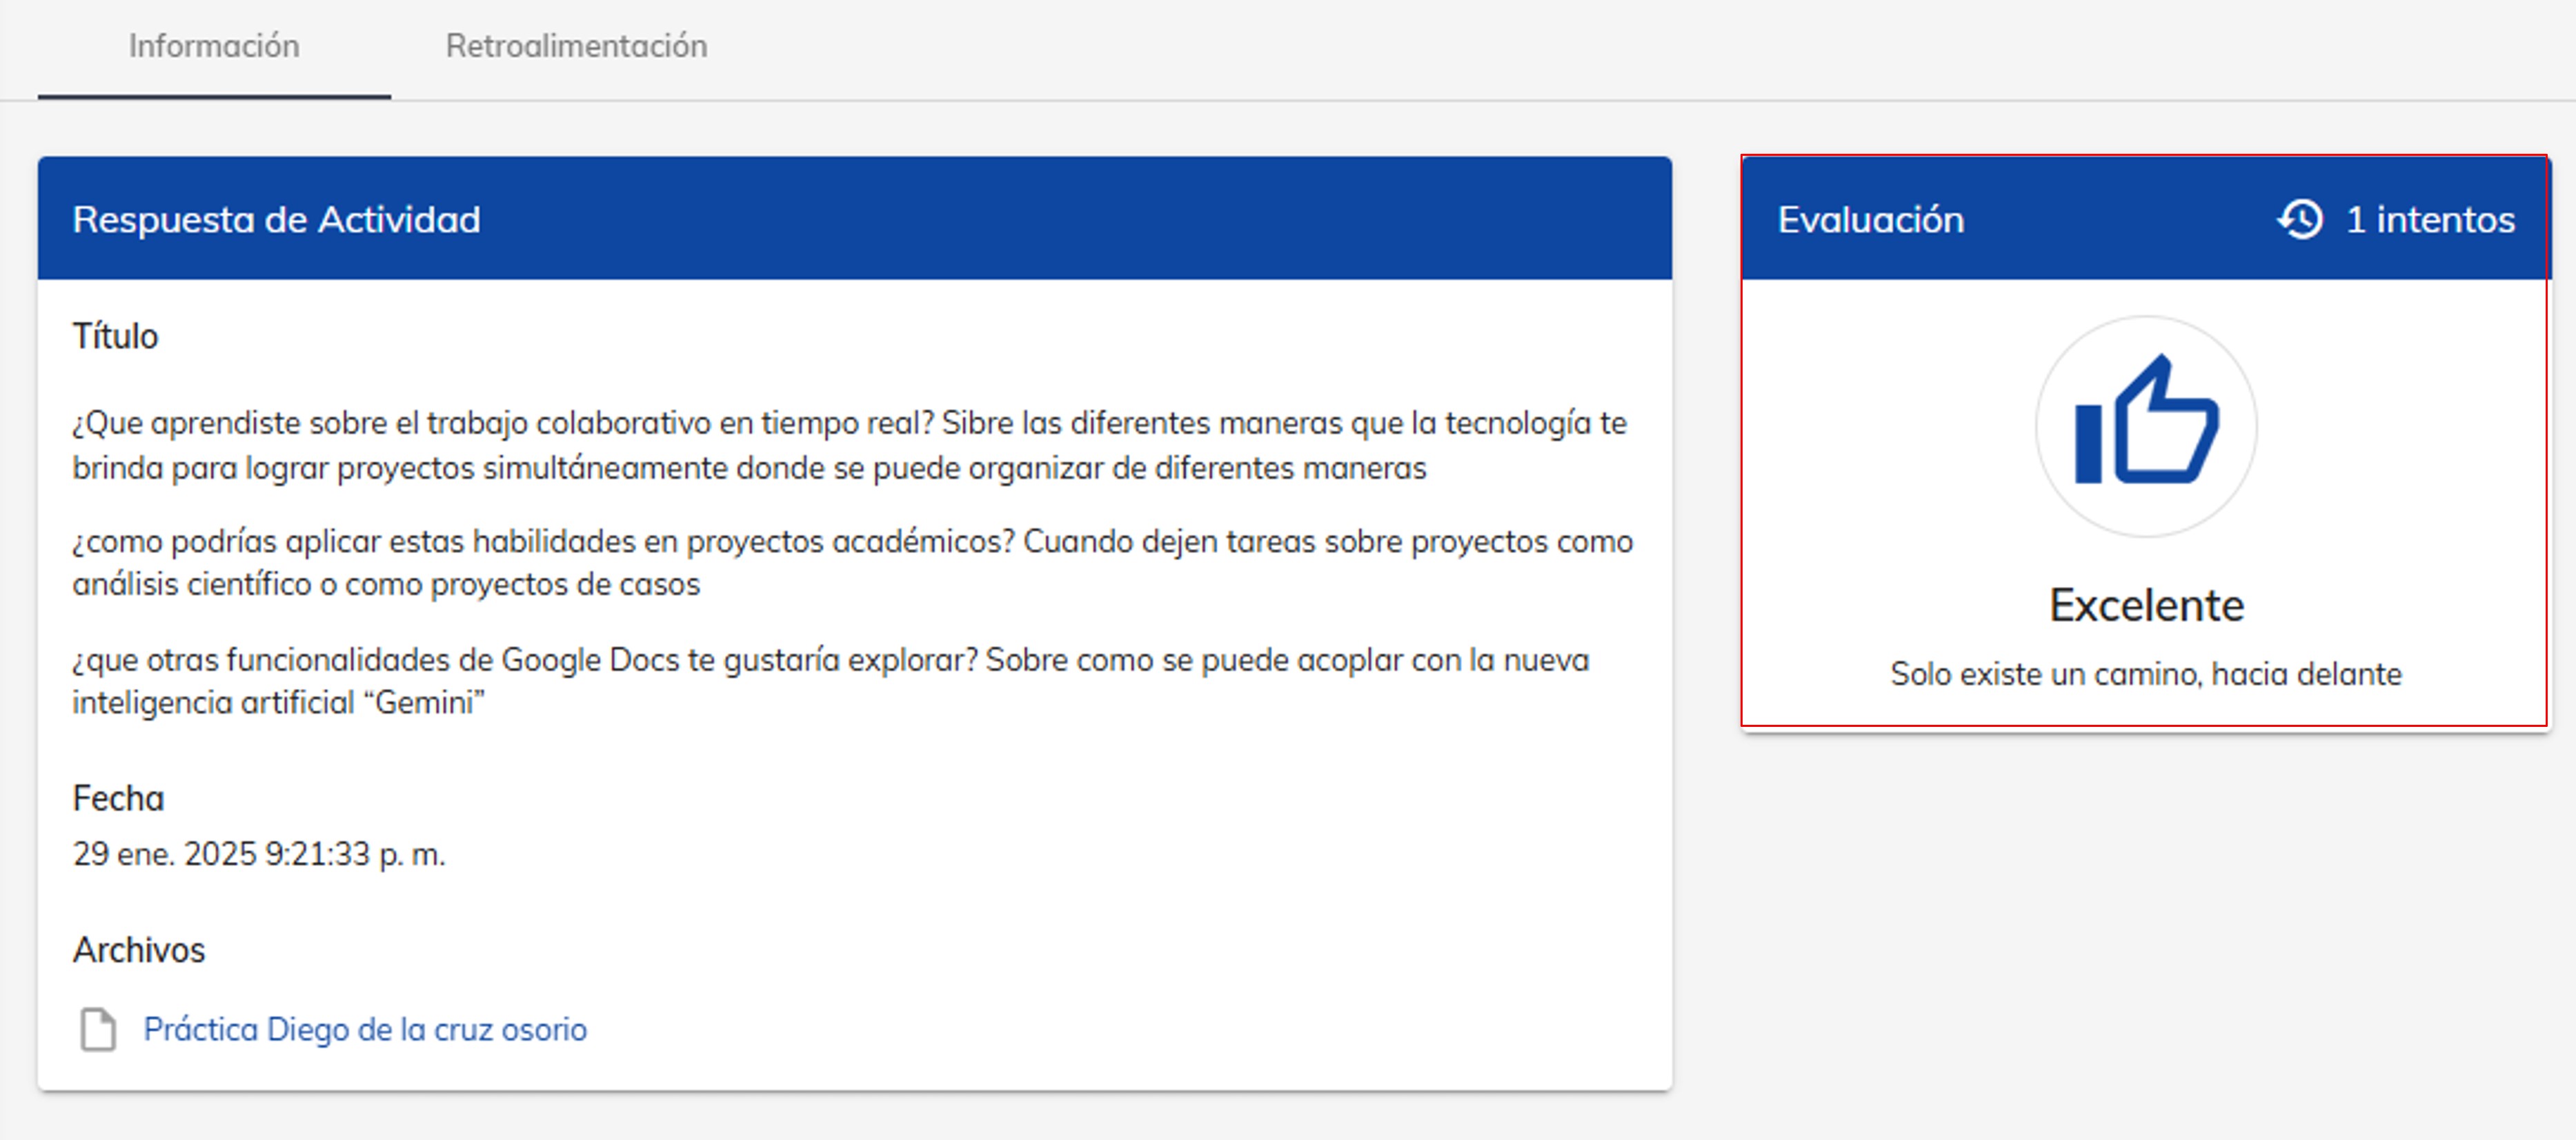 Información
Retroalimentación
Respuesta de Actividad
Título
¿Que aprendiste sobre el trabajo colaborativo en tiempo real? Sibre las diferentes maneras que la tecnología te
brinda para lograr proyectos simultáneamente donde se puede organizar de diferentes maneras
¿como podrías aplicar estas habilidades en proyectos académicos? Cuando dejen tareas sobre proyectos como
análisis científico o como proyectos de casos
¿que otras funcionalidades de Google Docs te gustaría explorar? Sobre como se puede acoplar con la nueva
inteligencia artificial “Gemini”
Fecha
29 ene. 2025 9:21:33 p. m.
Archivos
Práctica Diego de la cruz osorio
Evaluación
1 intentos
Excelente
Solo existe un camino, hacia delante